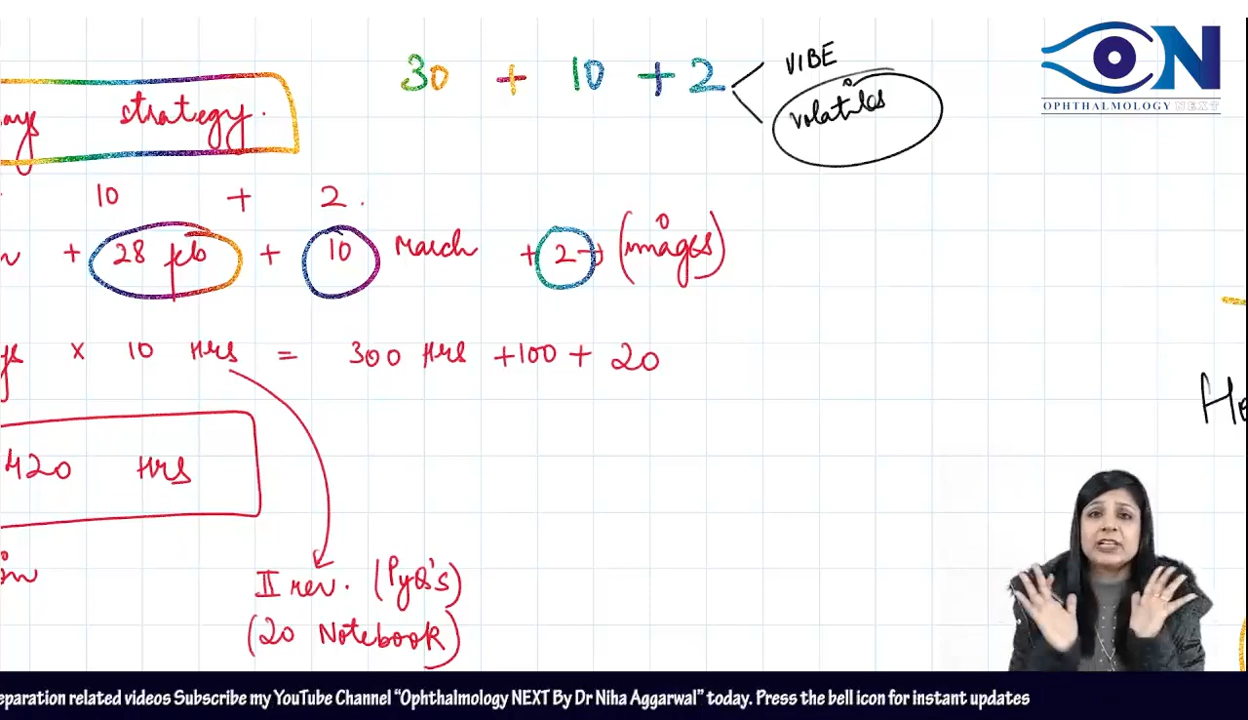 30 + 10 + 2
VIBE
volatiles
ON
OPHTHALMOLOGY NEXT
strategy.
10 + 2.
+ 28 feb + 10 March + 2 (images)
x 10 Hrs = 300 Hrs +100 + 20
420 Hrs
II rev. (PyQ's)
(20 Notebook)
eparation related videos Subscribe my YouTube Channel “Ophthalmology NEXT By Dr Niha Aggarwal” today. Press the bell icon for instant updates